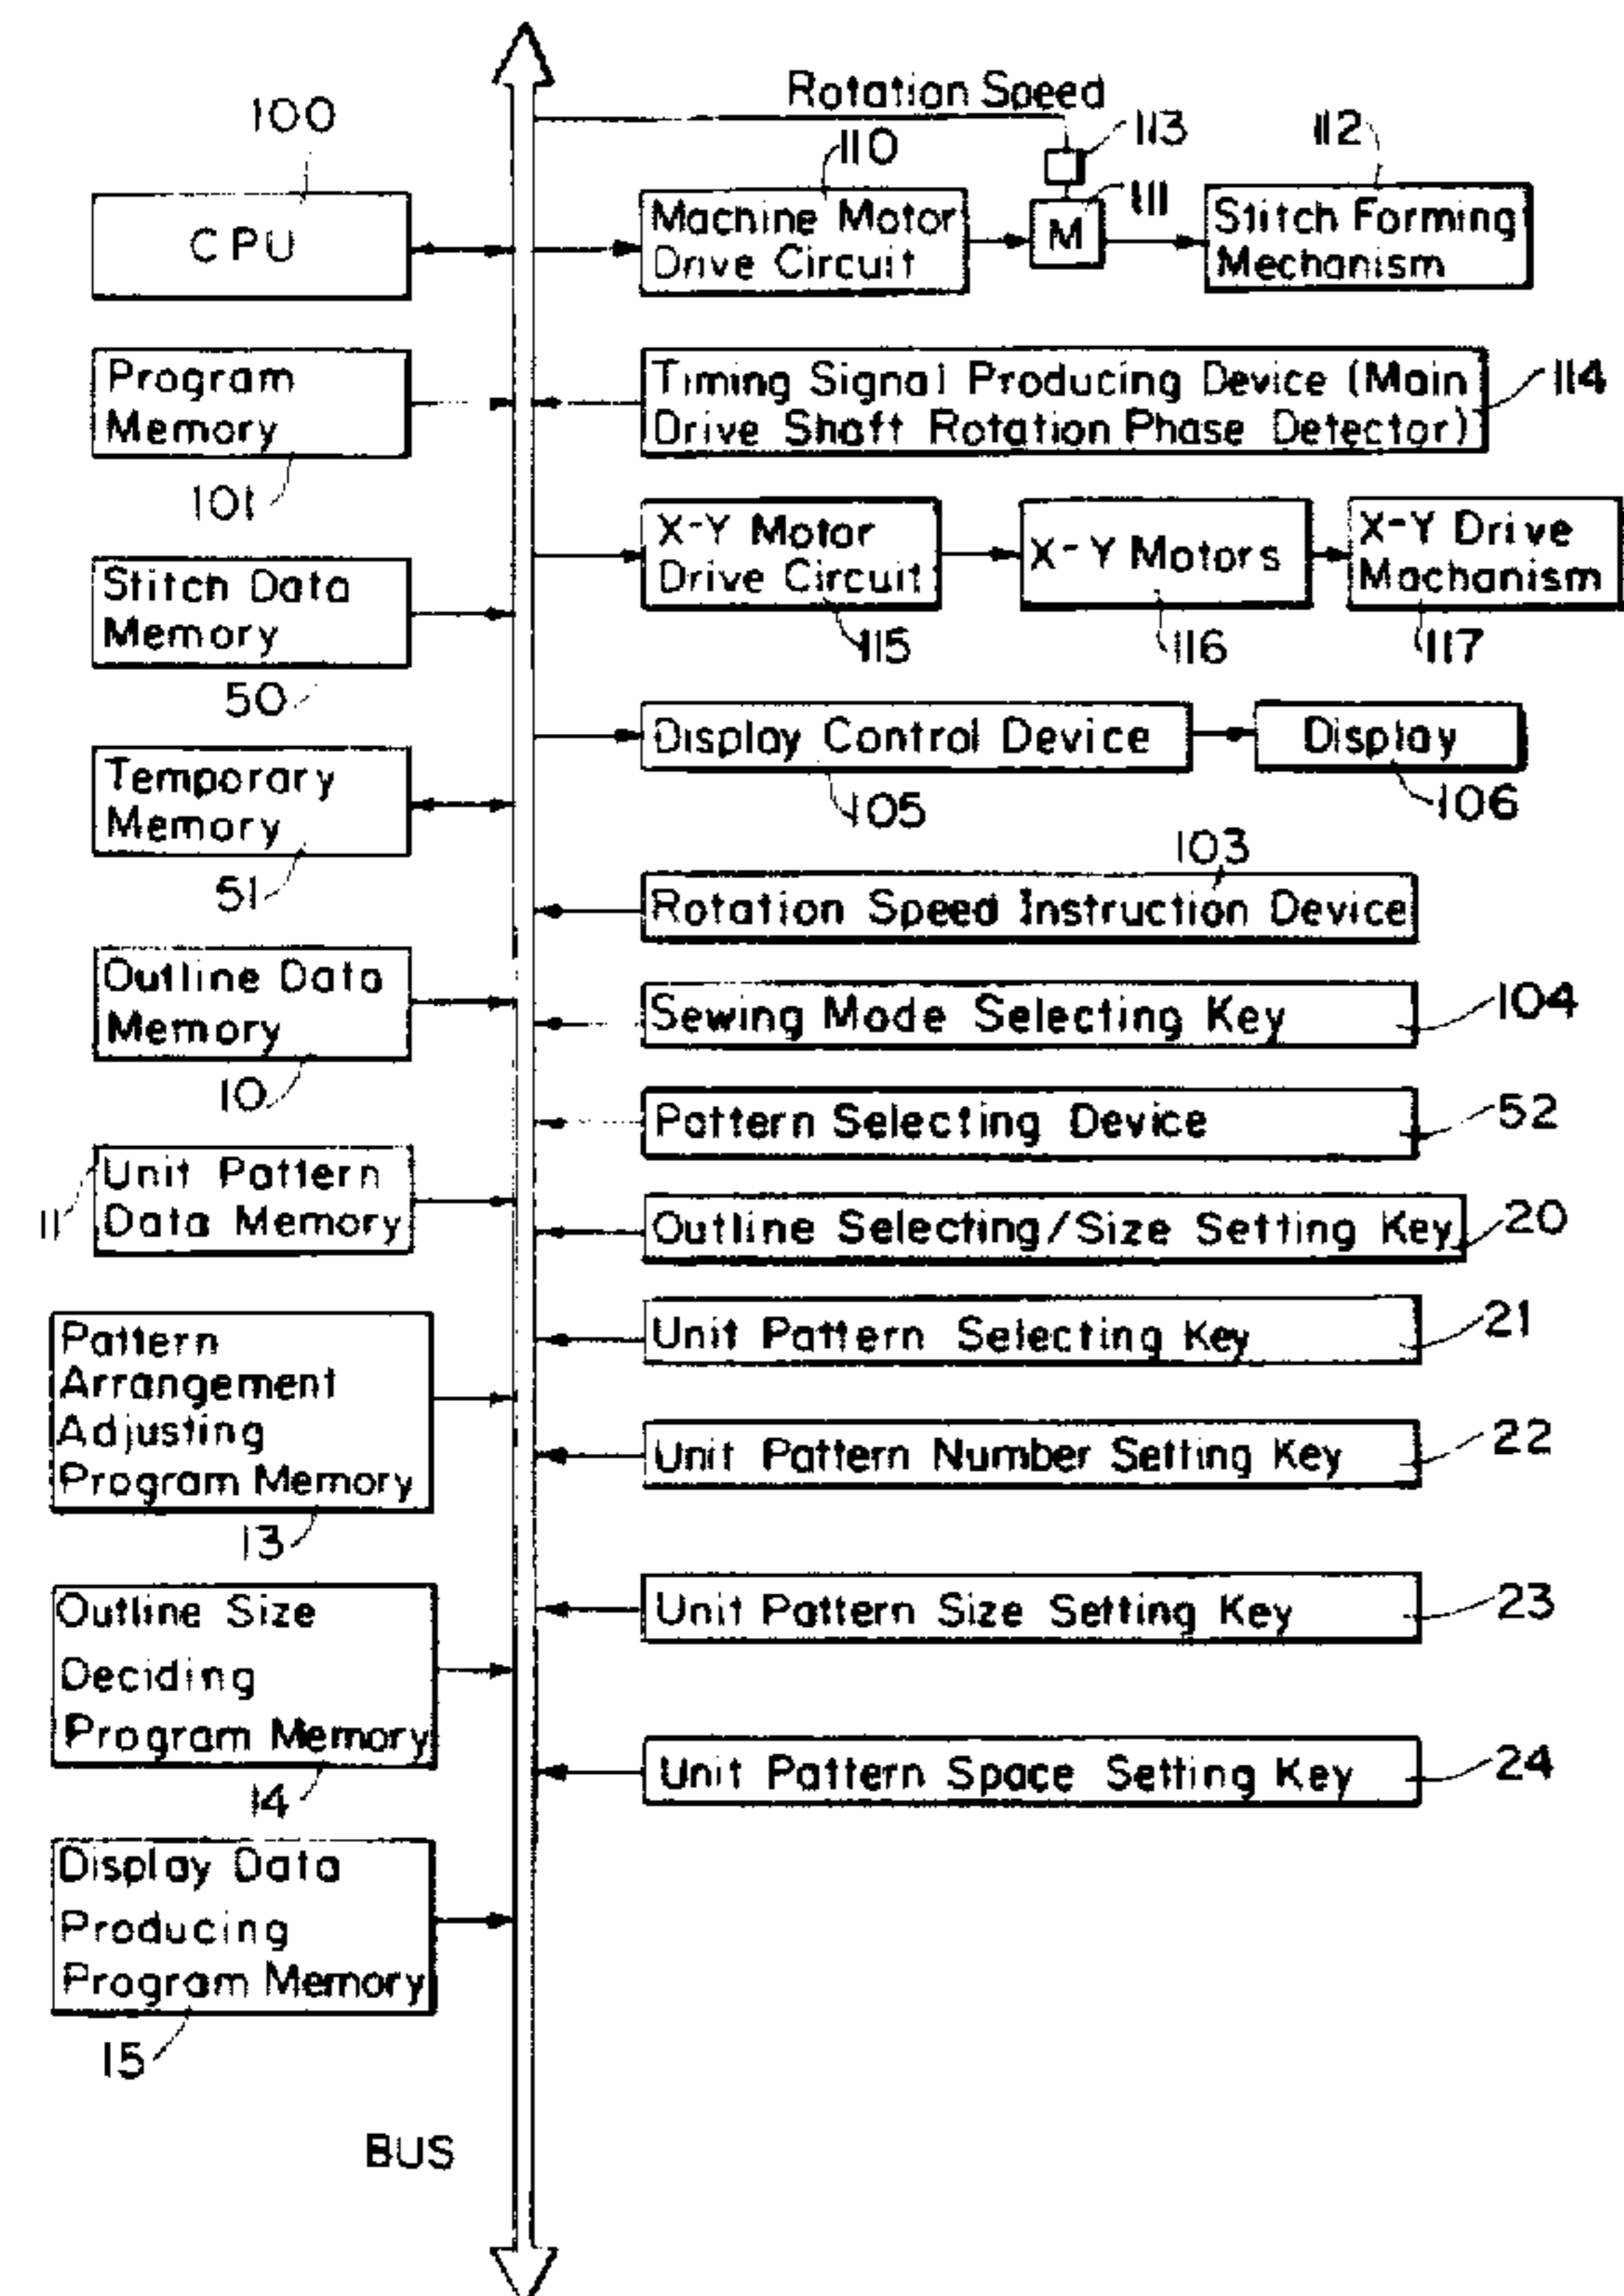 Rotation Speed
100
113
112
110
111
CPU
Machine Motor
Drive Circuit
M
Stitch Forming
Mechanism
Program
Memory
101
Timing Signal Producing Device (Main
Drive Shaft Rotation Phase Detector)
114
X-Y Motor
Drive Circuit
115
X-Y Motors
116
X-Y Drive
Machanism
117
Stitch Data
Memory
50
Display Control Device
105
Display
106
Temporary
Memory
51
103
Rotation Speed Instruction Device
Outline Data
Memory
10
Sewing Mode Selecting Key
104
Pattern Selecting Device
52
11
Unit Pattern
Data Memory
Outline Selecting/Size Setting Key
20
Unit Pattern Selecting Key
21
Pattern
Arrangement
Adjusting
Program Memory
13
Unit Pattern Number Setting Key
22
Outline Size
Deciding
Program Memory
14
Unit Pattern Size Setting Key
23
Unit Pattern Space Setting Key
24
Display Data
Producing
Program Memory
15
BUS